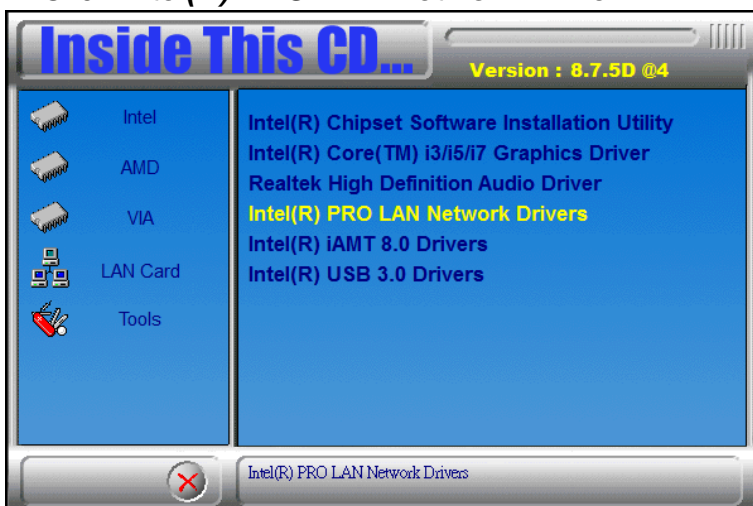 Inside This CD...
Version : 8.7.5D @4
Intel
AMD
VIA
LAN Card
Tools
Intel(R) Chipset Software Installation Utility
Intel(R) Core(TM) i3/i5/i7 Graphics Driver
Realtek High Definition Audio Driver
Intel(R) PRO LAN Network Drivers
Intel(R) iAMT 8.0 Drivers
Intel(R) USB 3.0 Drivers
Intel(R) PRO LAN Network Drivers